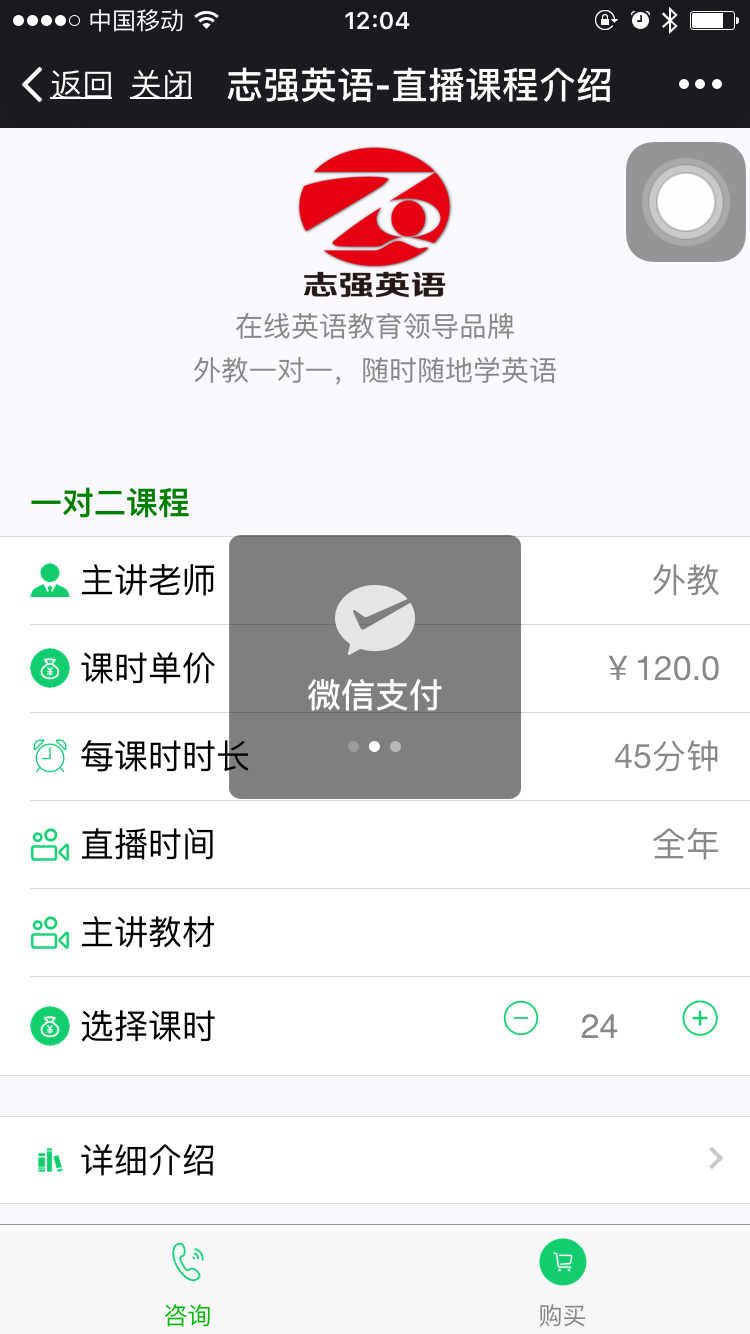 中国移动 12:04
返回 关闭 志强英语-直播课程介绍
志强英语
在线英语教育领导品牌
外教一对一，随时随地学英语
一对二课程
主讲老师 外教
课时单价 ￥120.0
微信支付
每课时时长 45分钟
直播时间 全年
主讲教材
选择课时 24
详细介绍
咨询 购买